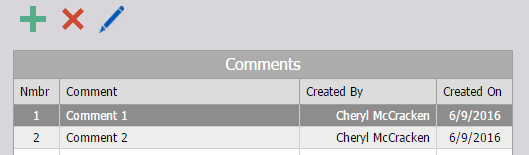 Comments
Nmbr Comment Created By Created On
1 Comment 1 Cheryl McCracken 6/9/2016
2 Comment 2 Cheryl McCracken 6/9/2016